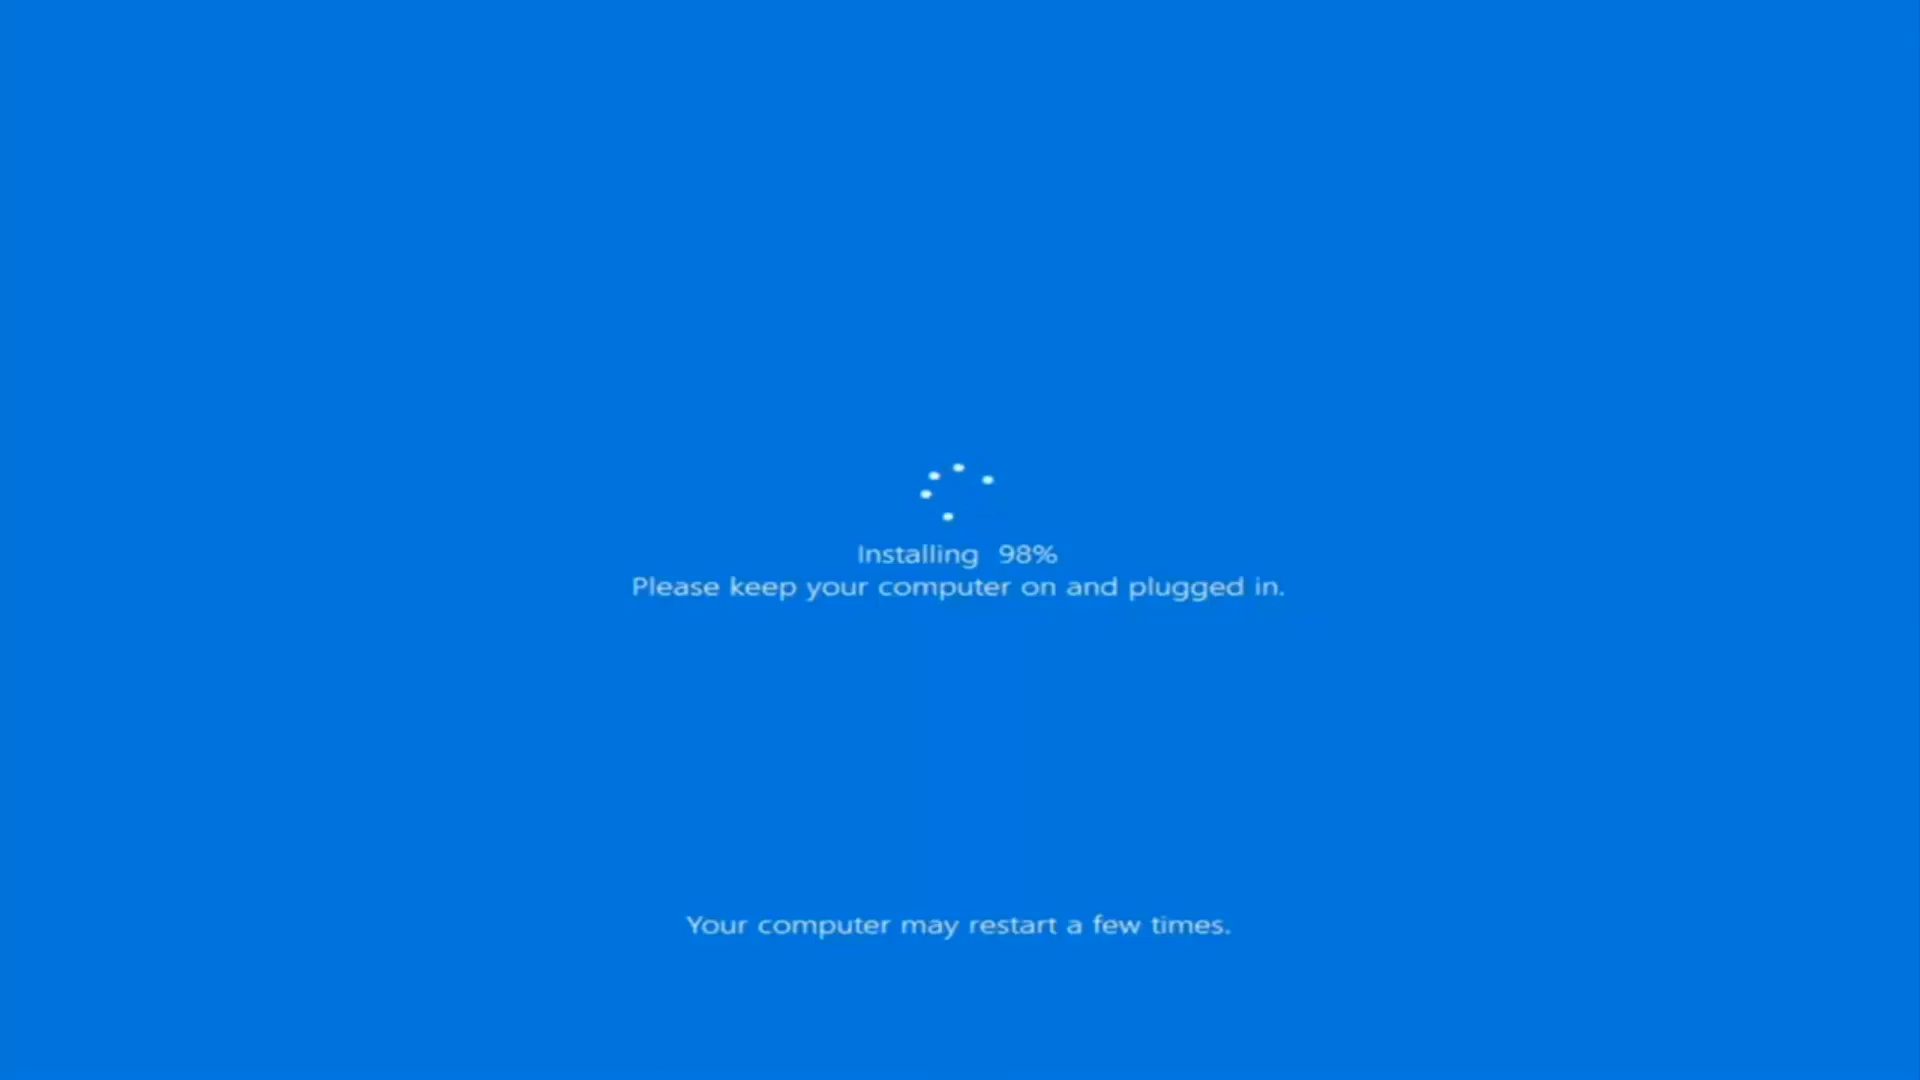 Installing 98%
Please keep your computer on and plugged in.
Your computer may restart a few times.